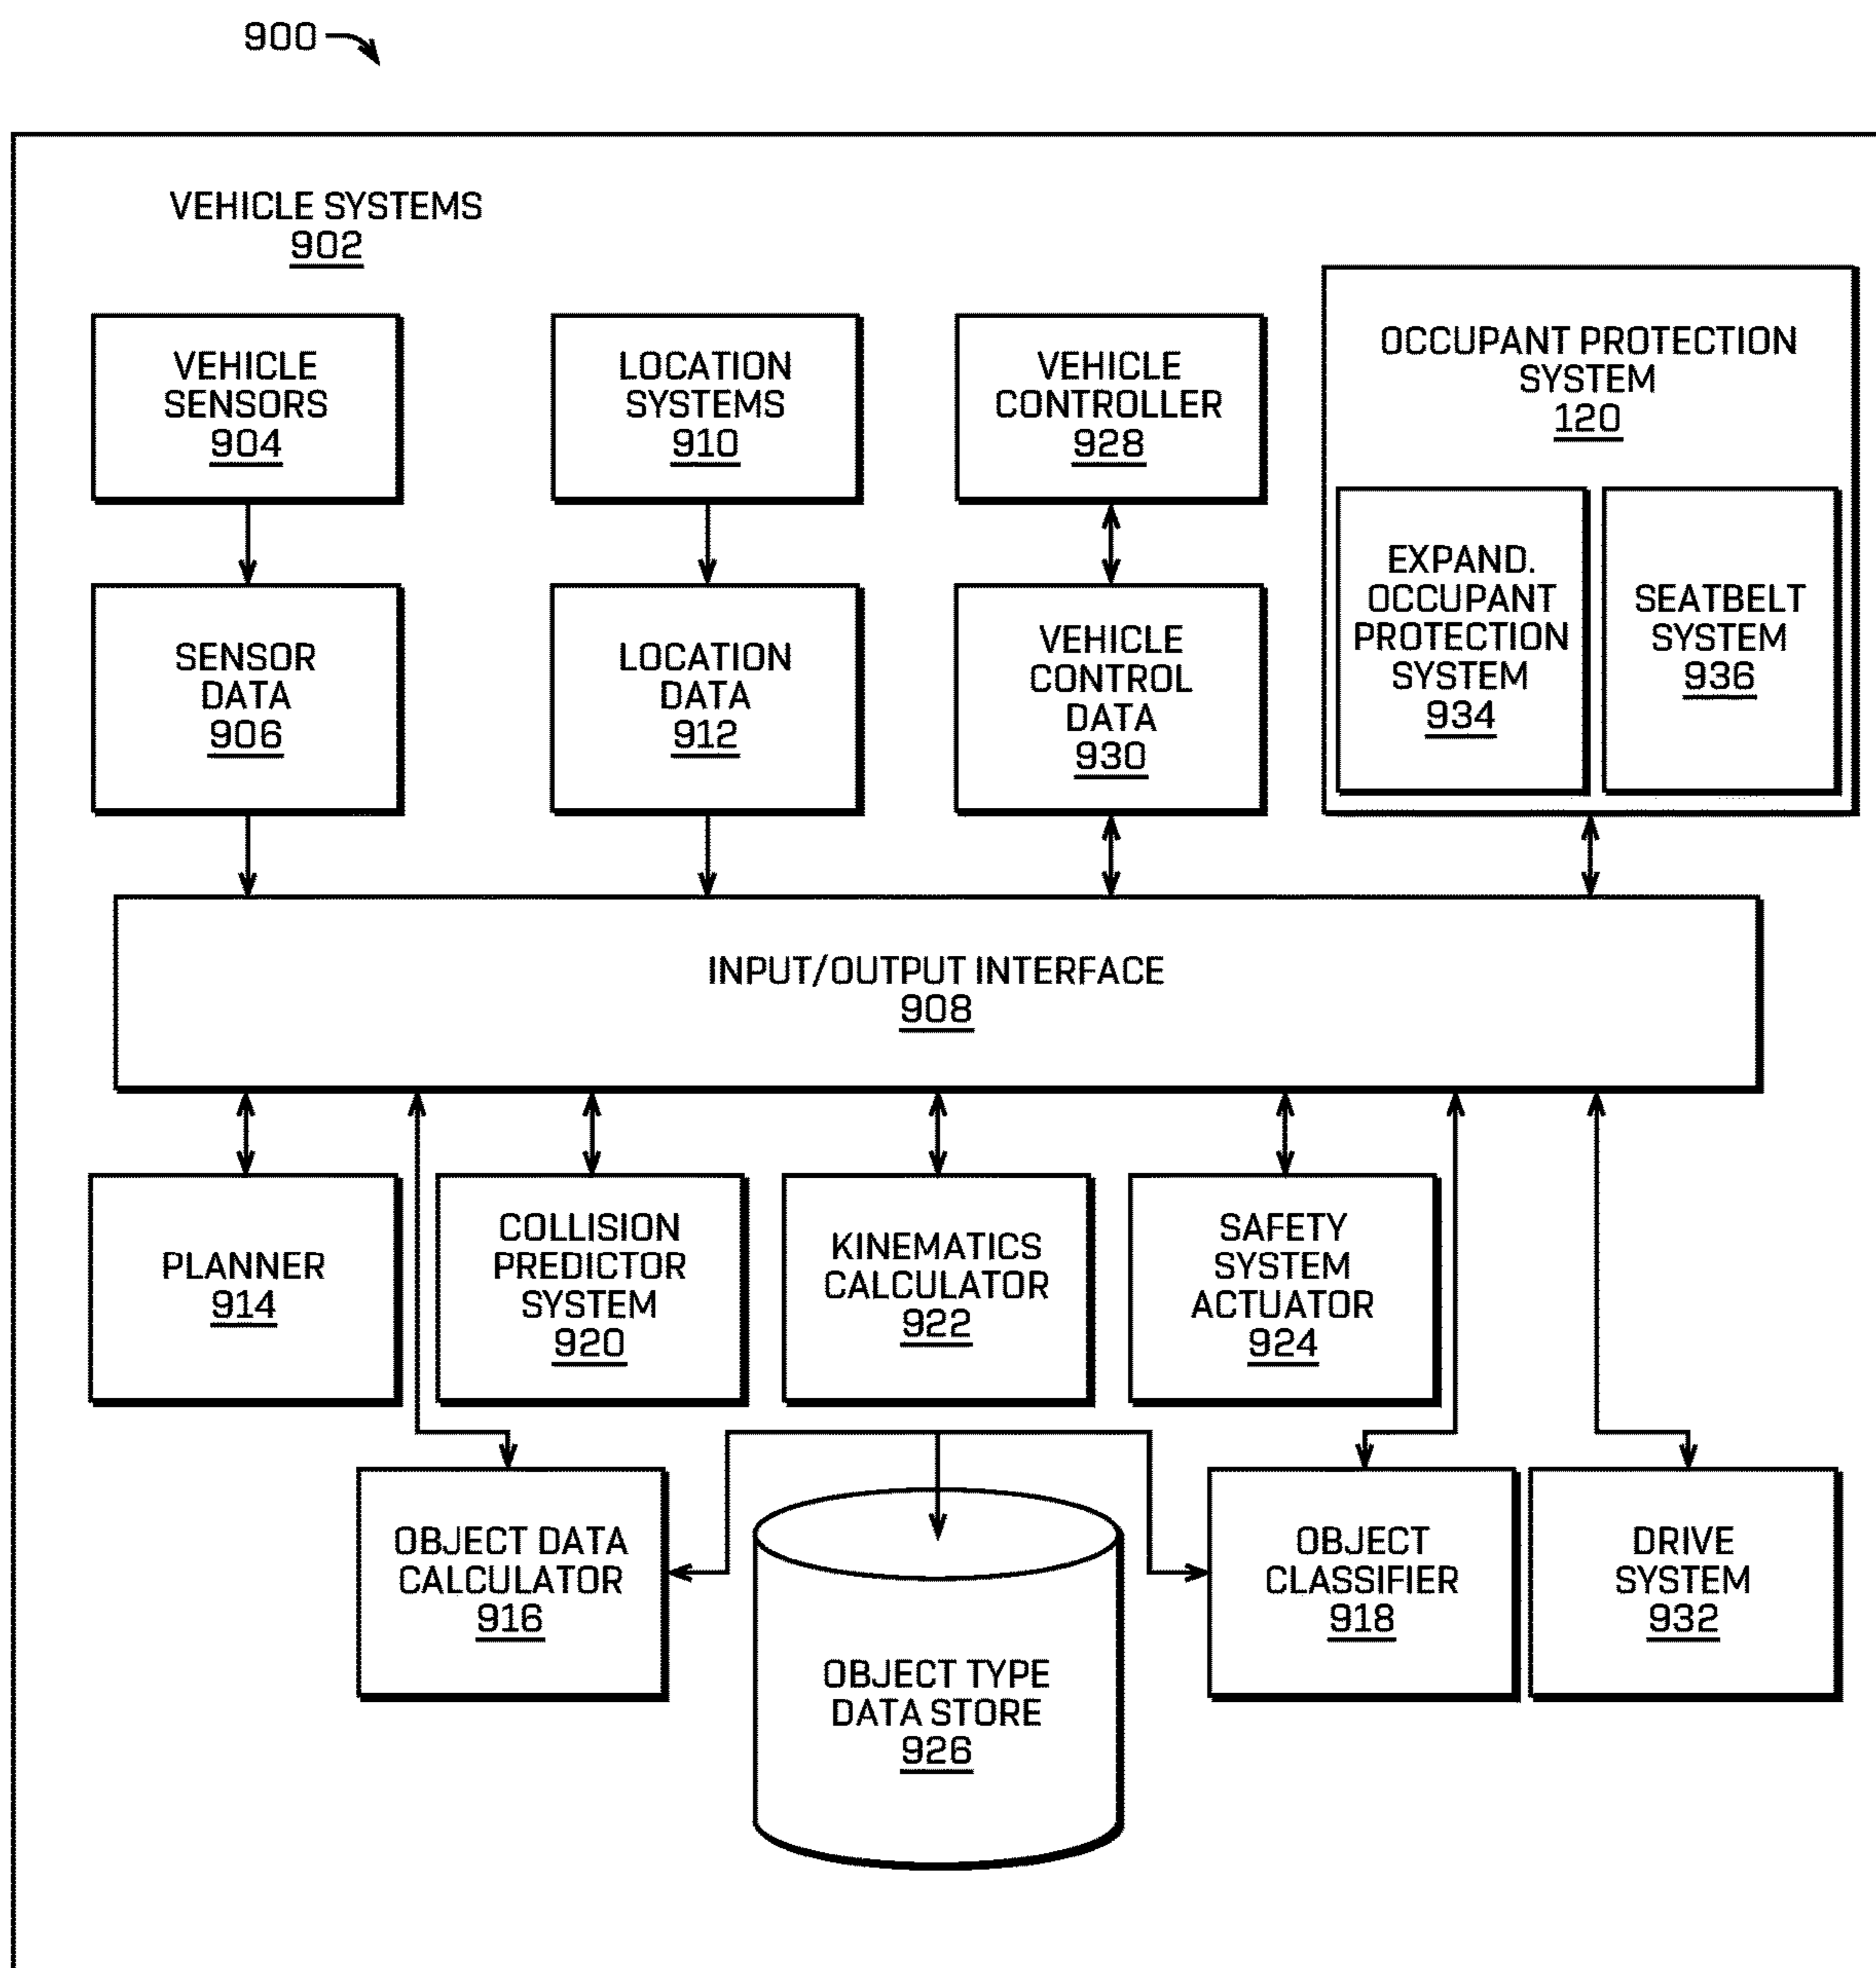 900
VEHICLE SYSTEMS
902
VEHICLE
SENSORS
904
LOCATION
SYSTEMS
910
VEHICLE
CONTROLLER
928
OCCUPANT PROTECTION
SYSTEM
120
SENSOR
DATA
906
LOCATION
DATA
912
VEHICLE
CONTROL
DATA
930
EXPAND.
OCCUPANT
PROTECTION
SYSTEM
934
SEATBELT
SYSTEM
936
INPUT/OUTPUT INTERFACE
908
PLANNER
914
COLLISION
PREDICTOR
SYSTEM
920
KINEMATICS
CALCULATOR
922
SAFETY
SYSTEM
ACTUATOR
924
OBJECT DATA
CALCULATOR
916
OBJECT TYPE
DATA STORE
926
OBJECT
CLASSIFIER
918
DRIVE
SYSTEM
932